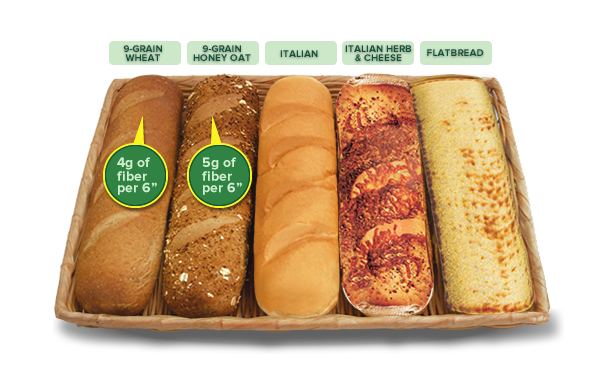 9-GRAIN
WHEAT
9-GRAIN
HONEY OAT
ITALIAN
ITALIAN HERB
& CHEESE
FLATBREAD
4g of
fiber
per 6”
5g of
fiber
per 6”